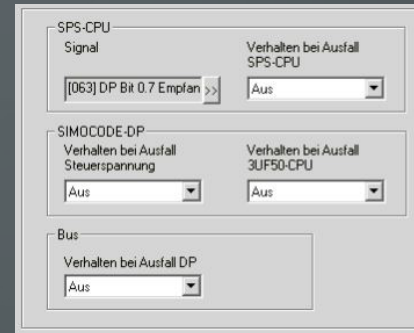 SPS-CPU
Signal
Verhalten bei Ausfall
SPS-CPU
[063] DP Bit 0.7 Empfan >>
Aus
SIMOCODE-DP
Verhalten bei Ausfall
Steuerspannung
Verhalten bei Ausfall
3UF50-CPU
Aus
Aus
Bus
Verhalten bei Ausfall DP
Aus